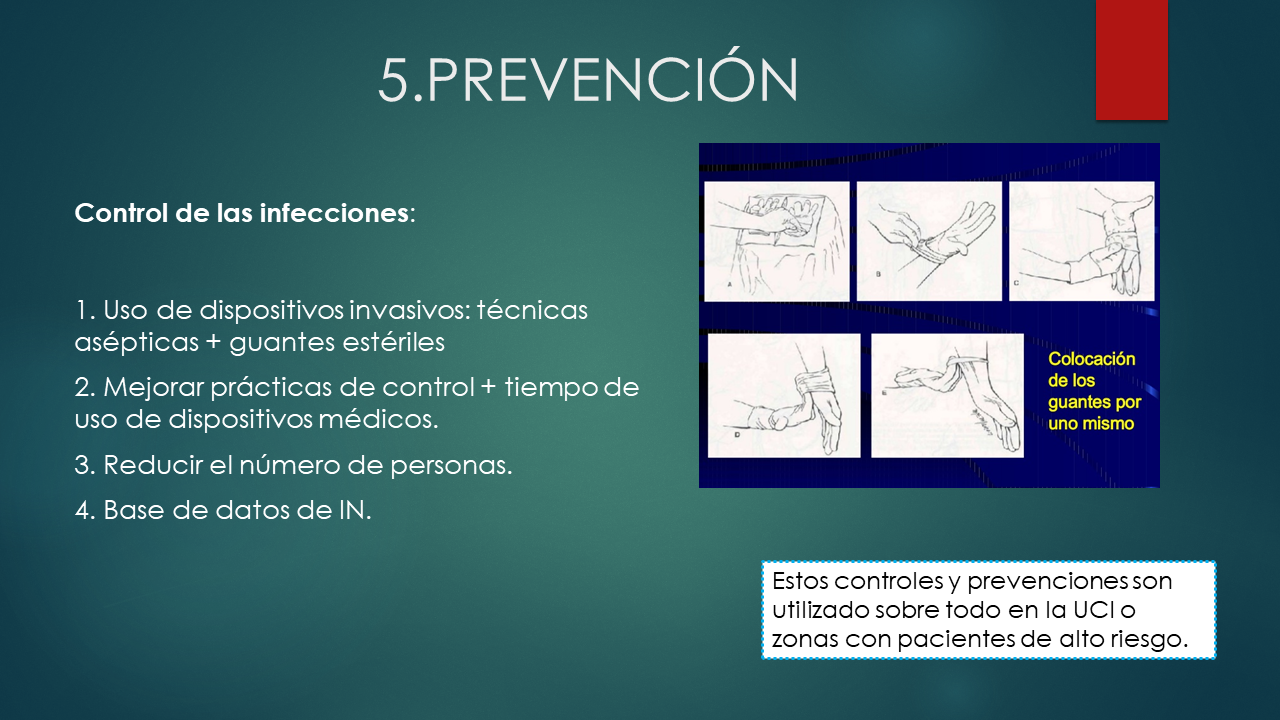 5.PREVENCIÓN
Control de las infecciones:
1. Uso de dispositivos invasivos: técnicas
asépticas + guantes estériles
2. Mejorar prácticas de control + tiempo de
uso de dispositivos médicos.
3. Reducir el número de personas.
4. Base de datos de IN.
A
B
C
D
E
Colocación
de los
guantes por
uno mismo
Estos controles y prevenciones son
utilizado sobre todo en la UCI o
zonas con pacientes de alto riesgo.